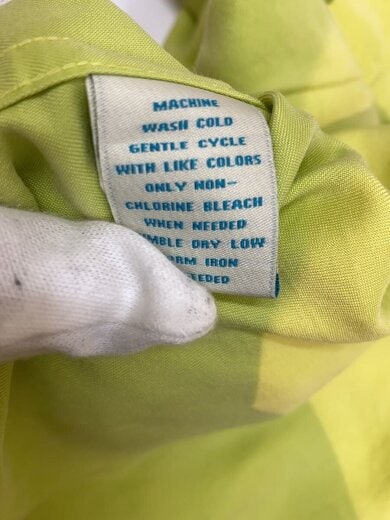 MACHINE
WASH COLD
GENTLE CYCLE
WITH LIKE COLORS
ONLY NON-
CHLORINE BLEACH
WHEN NEEDED
DRY LOW
IRON